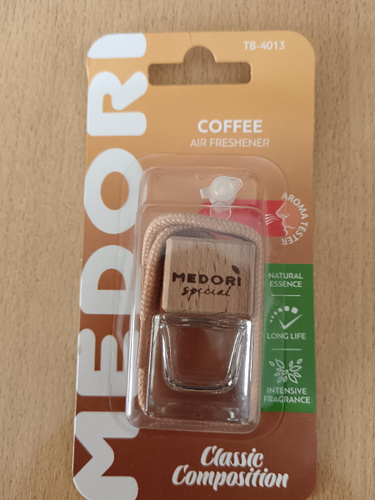 TB-4013
MEDORI
COFFEE
AIR FRESHENER
AROMA TESTER
MEDORI
special
NATURAL
ESSENCE
LONG LIFE
INTENSIVE
FRAGRANCE
Classic
Composition